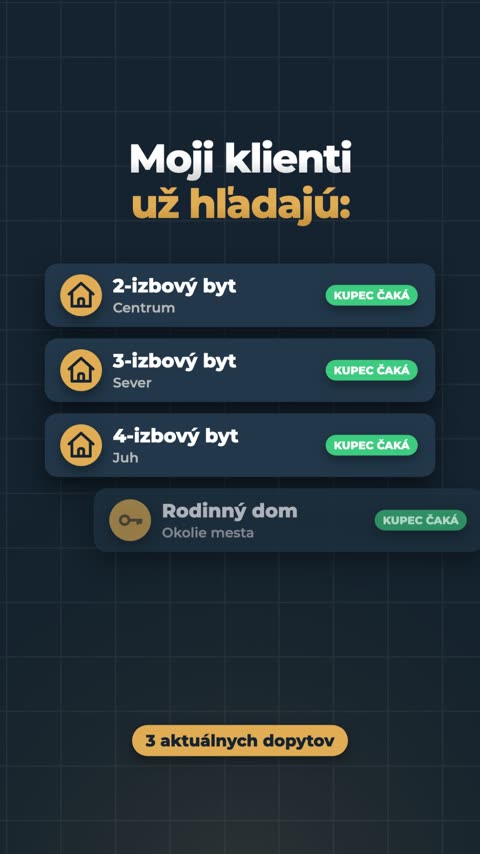 Moji klienti
už hľadajú:
2-izbový byt
Centrum
KUPEC ČAKÁ
3-izbový byt
Sever
KUPEC ČAKÁ
4-izbový byt
Juh
KUPEC ČAKÁ
Rodinný dom
Okolie mesta
KUPEC ČAKÁ
3 aktuálnych dopytov